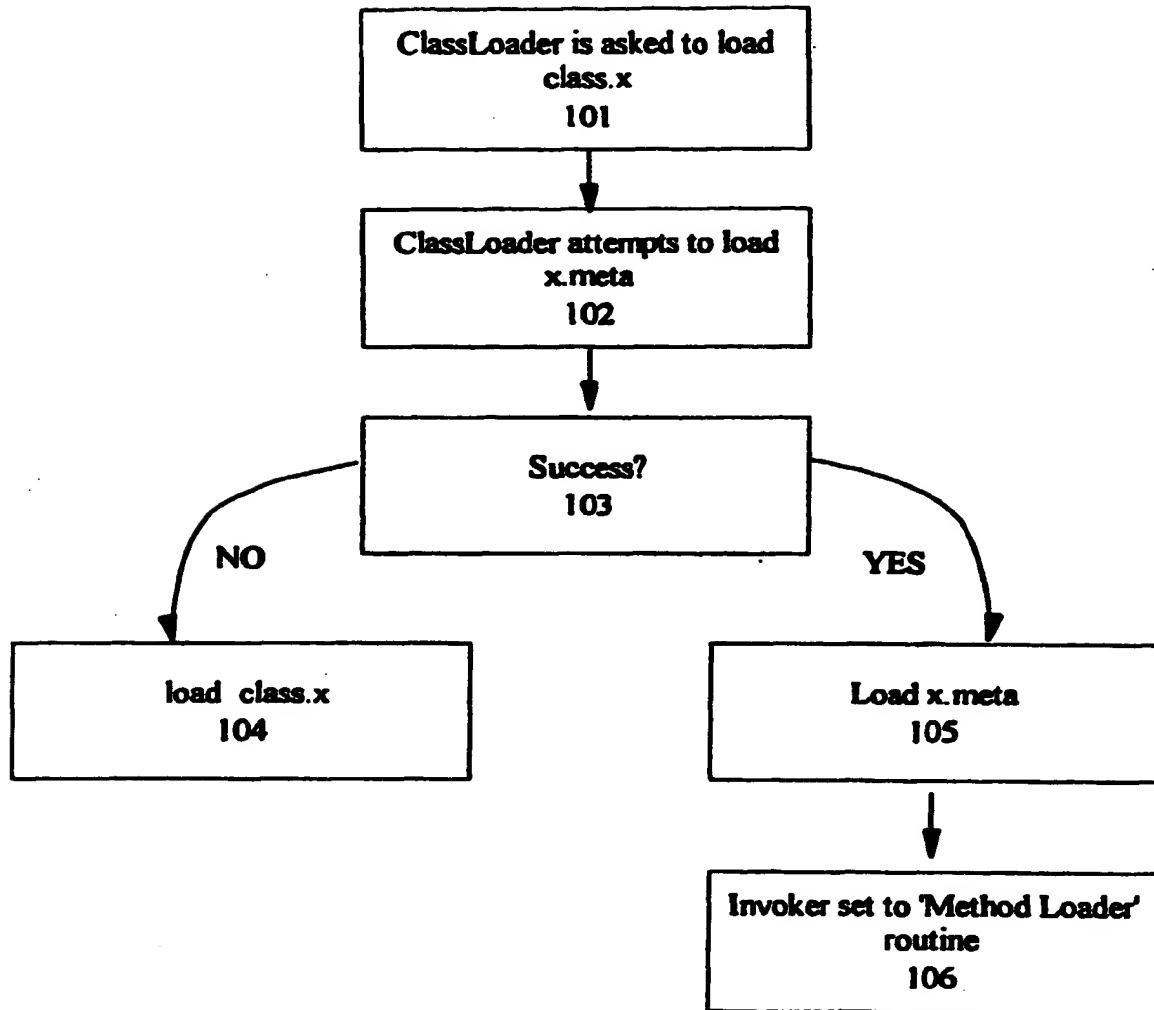 ClassLoader is asked to load
class.x
101
ClassLoader attempts to load
x.meta
102
Success?
103
NO
YES
load class.x
104
Load x.meta
105
Invoker set to 'Method Loader'
routine
106